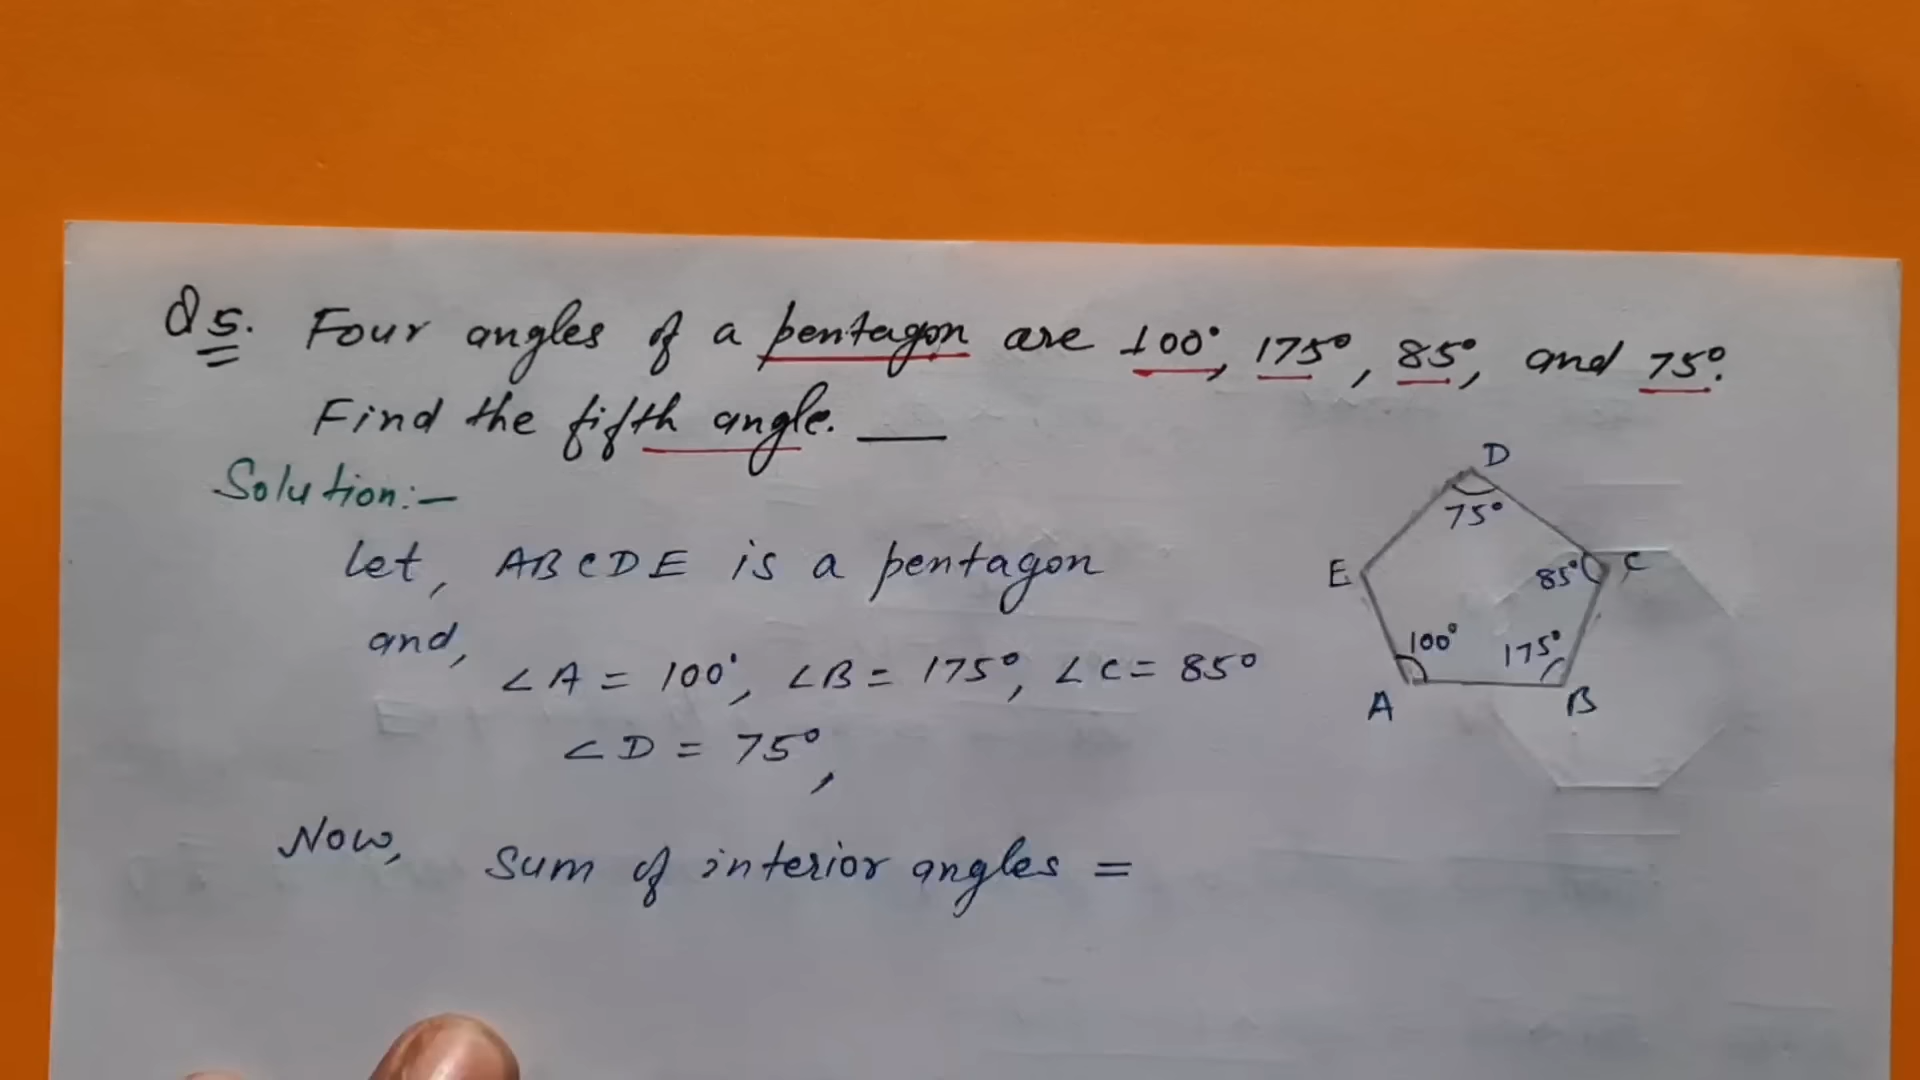 Q5. Four angles of a pentagon are 100°, 175°, 85°, and 75°.
Find the fifth angle. ___
Solution:-
Let, ABCDE is a pentagon
and,
∠A = 100°, ∠B = 175°, ∠C = 85°
∠D = 75°,
Now, Sum of interior angles =
D
75°
E
85°
C
100°
175°
A
B